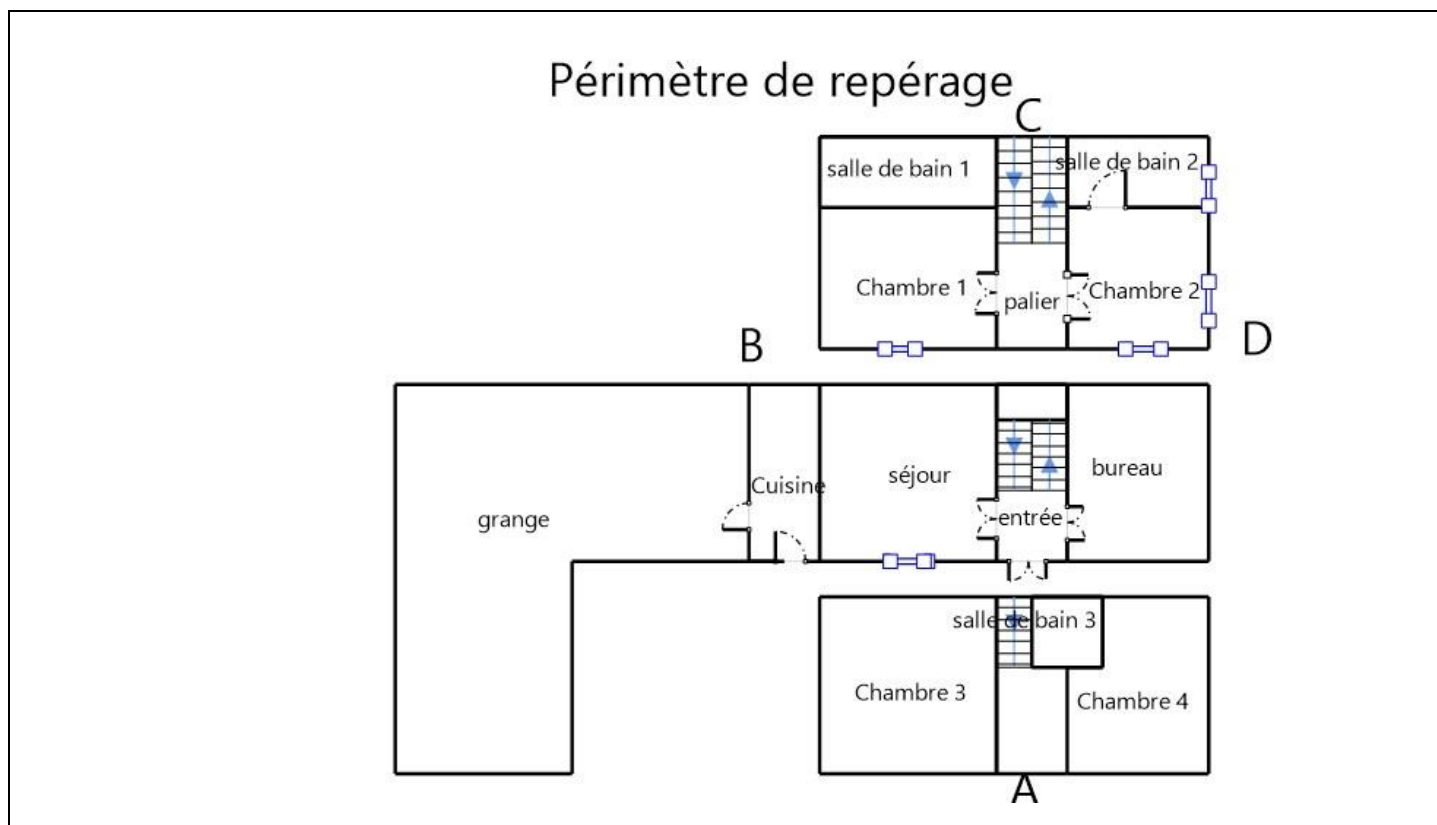 Périmètre de repérage
C
salle de bain 1
salle de bain 2
Chambre 1
palier
Chambre 2
B
D
grange
Cuisine
séjour
entrée
bureau
salle de bain 3
Chambre 3
Chambre 4
A